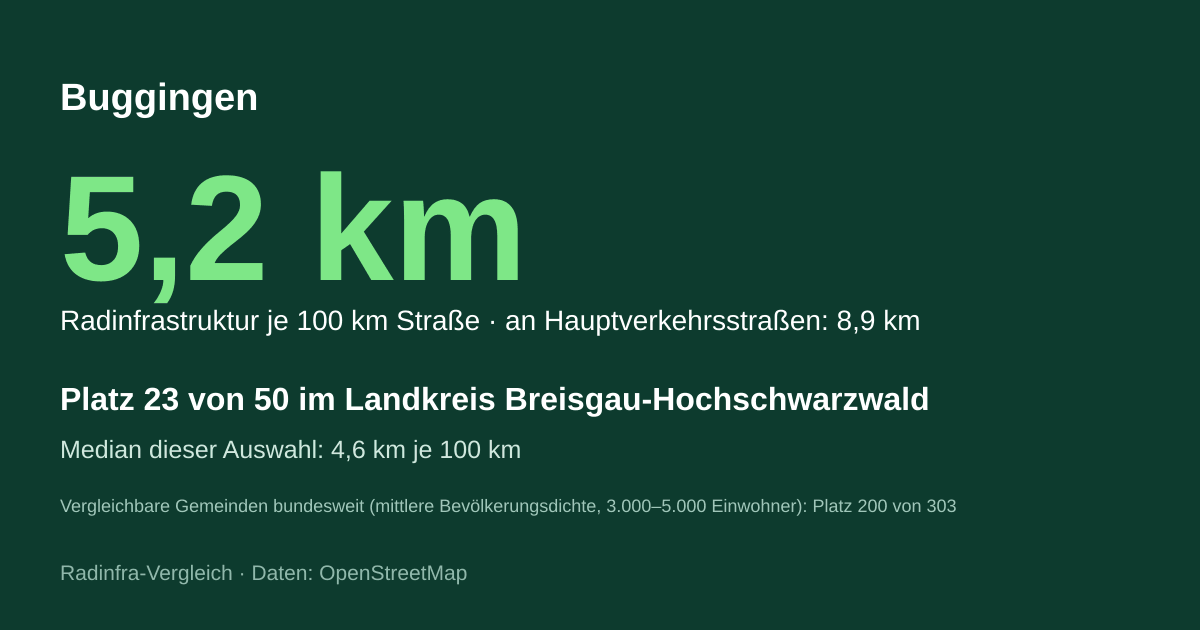 Buggingen
5,2 km
Radinfrastruktur je 100 km Straße · an Hauptverkehrsstraßen: 8,9 km
Platz 23 von 50 im Landkreis Breisgau-Hochschwarzwald
Median dieser Auswahl: 4,6 km je 100 km
Vergleichbare Gemeinden bundesweit (mittlere Bevölkerungsdichte, 3.000–5.000 Einwohner): Platz 200 von 303
Radinfra-Vergleich · Daten: OpenStreetMap